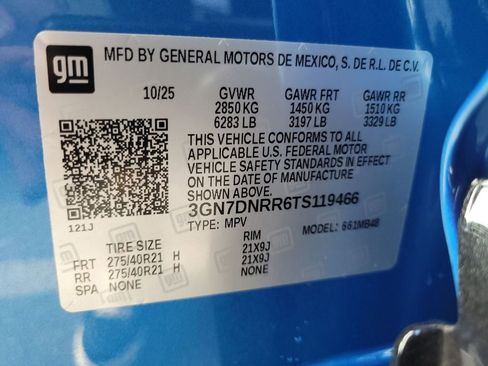 gm
MFD BY GENERAL MOTORS DE MEXICO, S. DE R.L. DE C.V.
10/25 GVWR GAWR FRT GAWR RR
2850 KG 1450 KG 1510 KG
6283 LB 3197 LB 3329 LB
THIS VEHICLE CONFORMS TO ALL
APPLICABLE U.S. FEDERAL MOTOR
VEHICLE SAFETY STANDARDS IN EFFECT
ON THE DATE OF MANUFACTURE
SHOWN ABOVE.
3GN7DNRR6TS119466
121J
TYPE: MPV MODEL: 661MB48
TIRE SIZE RIM
FRT 275/40R21 H 21X9J
RR 275/40R21 H 21X9J
SPA NONE NONE